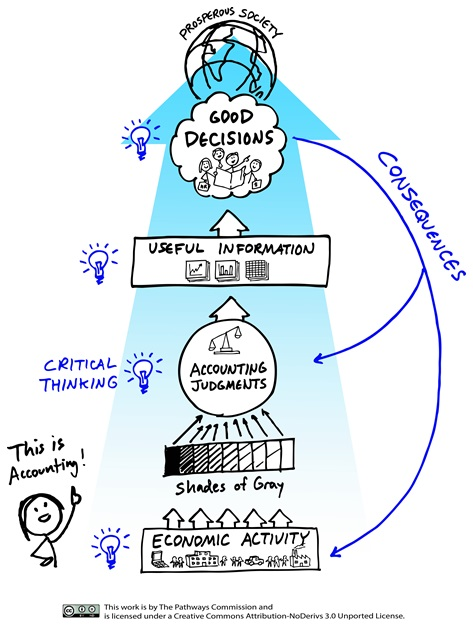 PROSPEROUS SOCIETY
GOOD
DECISIONS
CONSEQUENCES
USEFUL INFORMATION
CRITICAL
THINKING
ACCOUNTING
JUDGMENTS
This is
Accounting!
Shades of Gray
ECONOMIC ACTIVITY
This work is by The Pathways Commission and
is licensed under a Creative Commons Attribution-NoDerivs 3.0 Unported License.